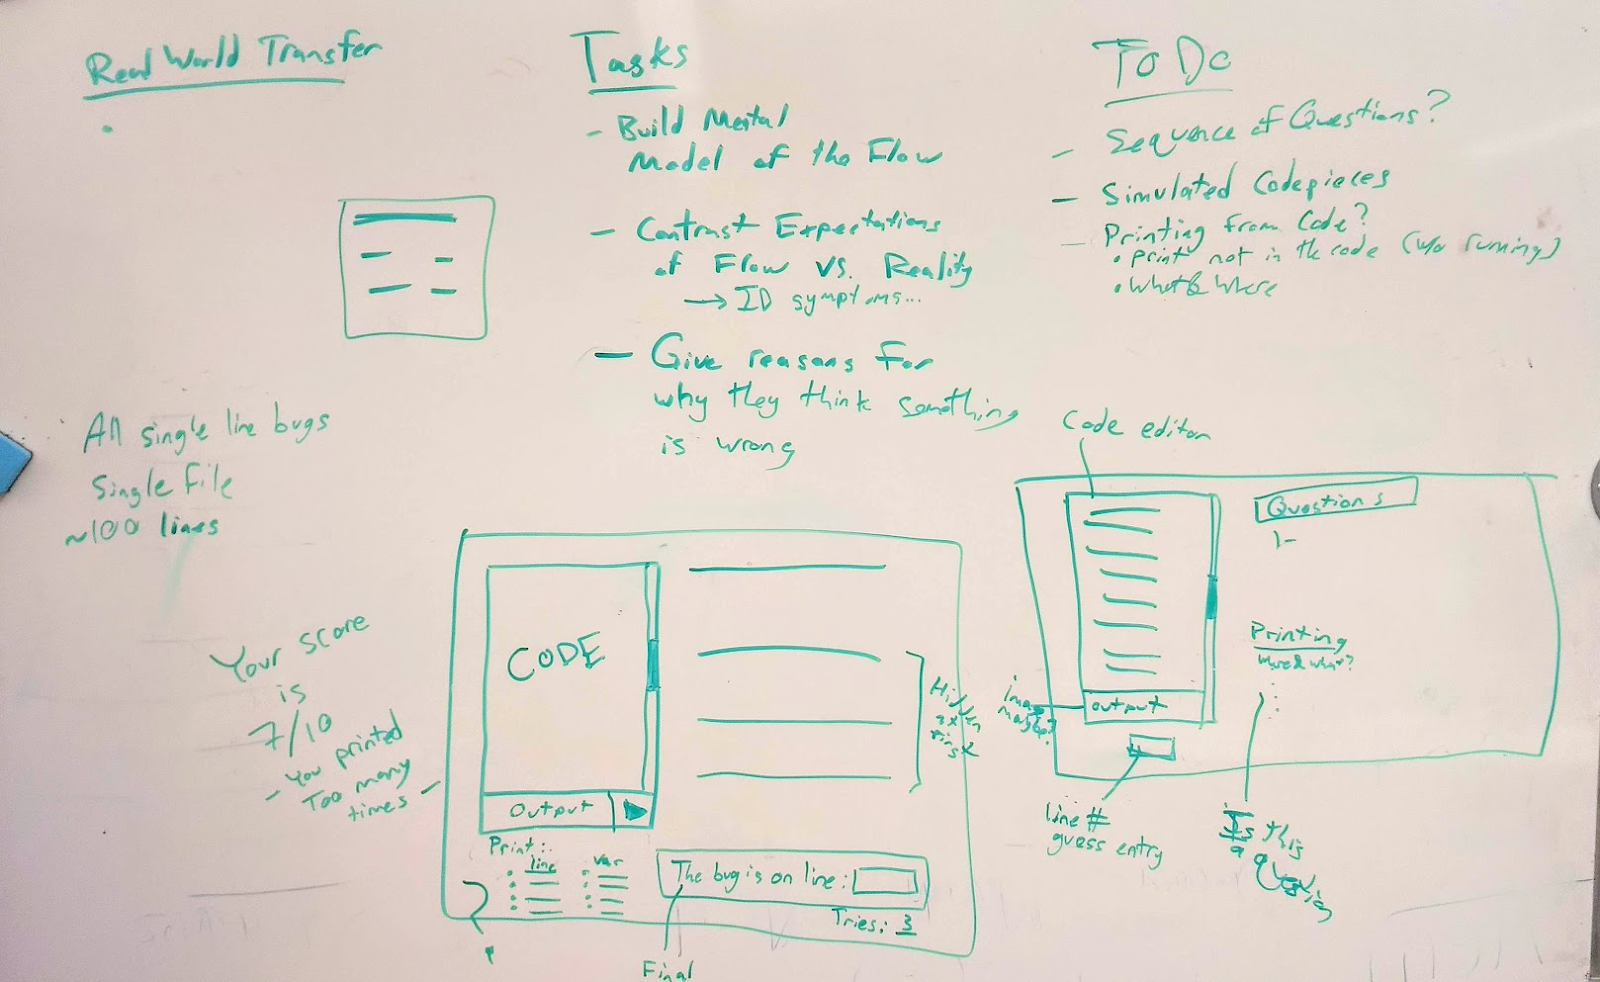 Real World Transfer
Tasks
- Build Mental
Model of the Flow
- Contrast Expectations
of Flow vs. Reality
→ ID symptoms...
- Give reasons for
why they think something
is wrong
To Do
- Sequence of Questions?
- Simulated Codepieces
- Printing from Code?
• print not in the code (w/o running)
• What & Where
All single line bugs
Single File
~100 lines
Your score
is
7/10
- You printed
Too many
times -
CODE
Output
Print:
line
var
?
The bug is on line:
Tries: 3
Final
Code editor
Questions
1-
Printing
Where & what?
output
line #
guess entry
Is this
a question